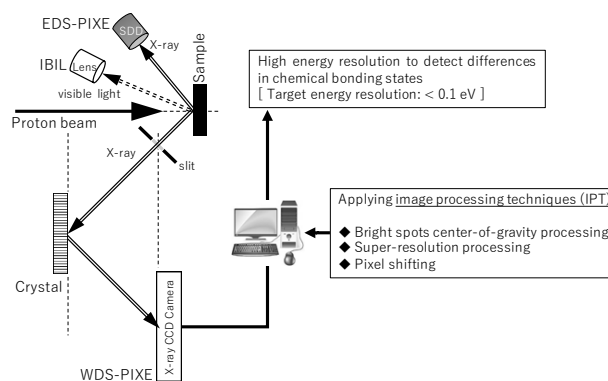 EDS-PIXE
SDD
X-ray
IBIL
Lens
visible light
Sample
Proton beam
X-ray
slit
Crystal
X-ray CCD Camera
WDS-PIXE
High energy resolution to detect differences
in chemical bonding states
[ Target energy resolution: < 0.1 eV ]
Applying image processing techniques (IPT)
◆ Bright spots center-of-gravity processing
◆ Super-resolution processing
◆ Pixel shifting